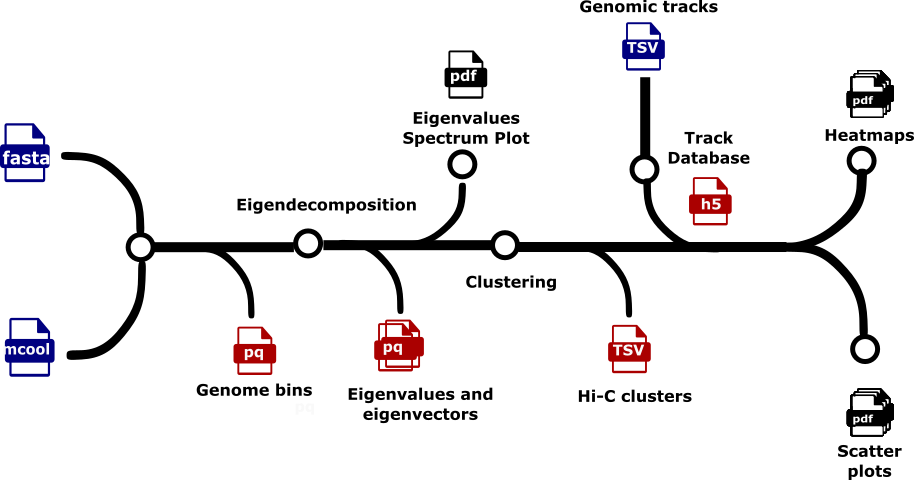 Genomic tracks
TSV
pdf
pdf
Eigenvalues
Spectrum Plot
Heatmaps
Track
Database
fasta
h5
Eigendecomposition
Clustering
mcool
pq
pq
TSV
Genome bins
Eigenvalues and
eigenvectors
Hi-C clusters
pq
pdf
Scatter
plots